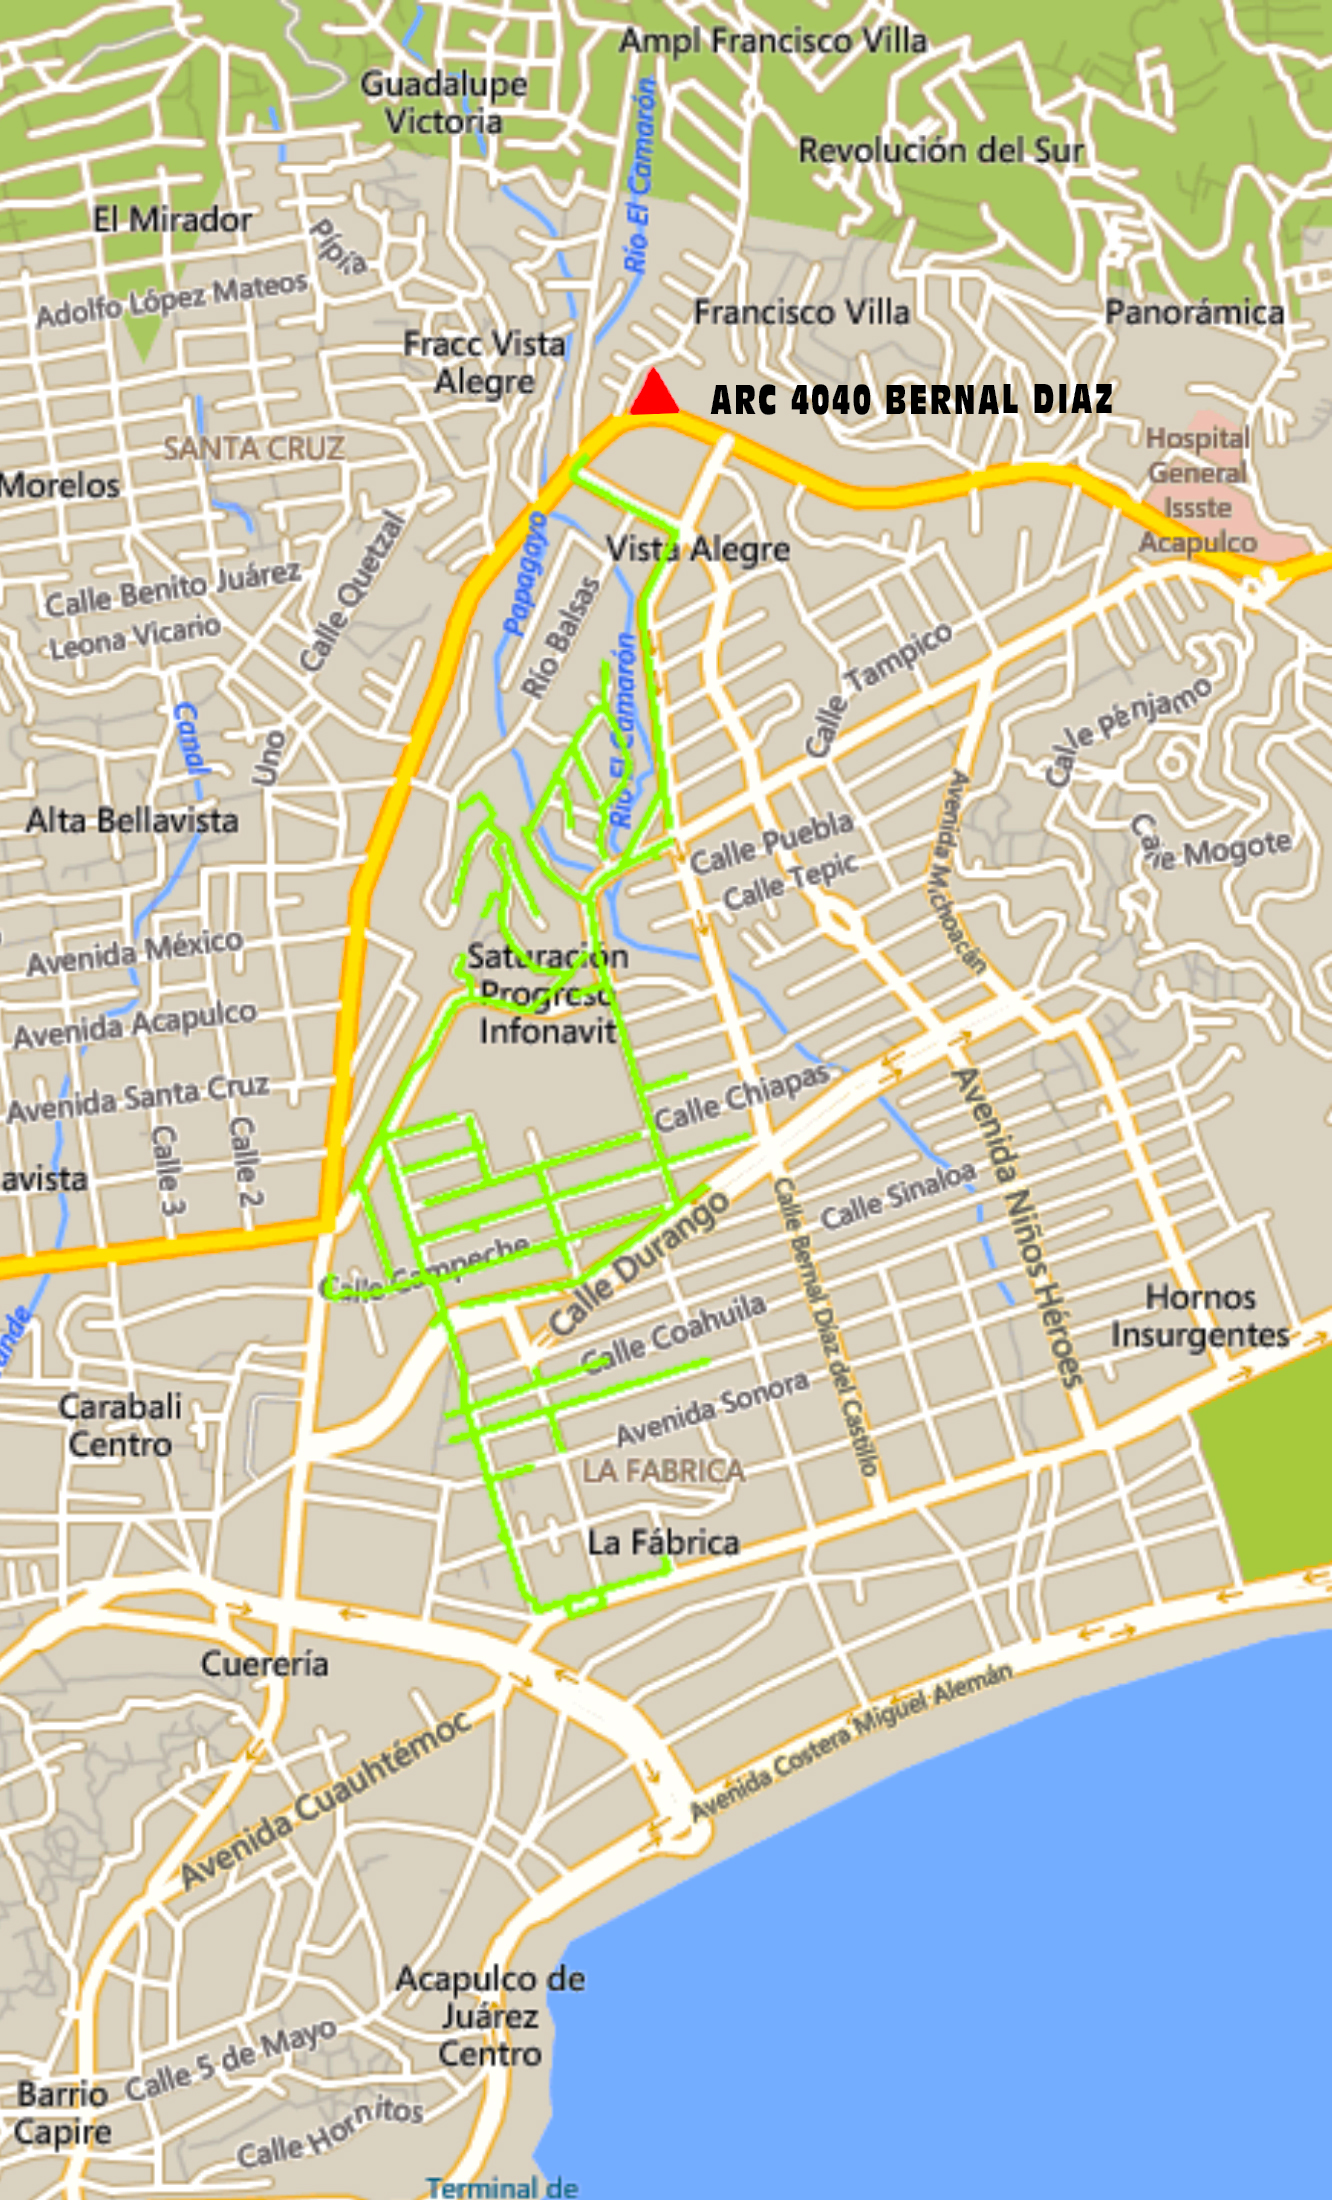 Ampl Francisco Villa
Guadalupe
Victoria
Río El Camarón
Revolución del Sur
El Mirador
Pípila
Adolfo López Mateos
Francisco Villa
Panorámica
Fracc Vista
Alegre
ARC 4040 BERNAL DIAZ
SANTA CRUZ
Hospital
General
Issste
Acapulco
Morelos
Papagayo
Vista Alegre
Calle Quetzal
Calle Benito Juárez
Leona Vicario
Río Balsas
Río El Camarón
Calle Tampico
Calle pénjamo
Canal
Uno
Alta Bellavista
Calle Puebla
Calle Tepic
Avenida Michoacán
Calle Mogote
Avenida México
Saturación
Progreso
Infonavit
Avenida Acapulco
Avenida Santa Cruz
Calle Chiapas
Calle 3
Calle 2
avista
Avenida Niños Héroes
Calle Sinaloa
Calle Bernal Díaz del Castillo
Calle Campeche
Calle Durango
ande
Hornos
Insurgentes
Calle Coahuila
Carabali
Centro
Avenida Sonora
LA FABRICA
La Fábrica
Cuerería
Avenida Costera Miguel Alemán
Avenida Cuauhtémoc
Acapulco de
Juárez
Centro
Calle 5 de Mayo
Barrio
Capire
Calle Hornitos
Terminal de